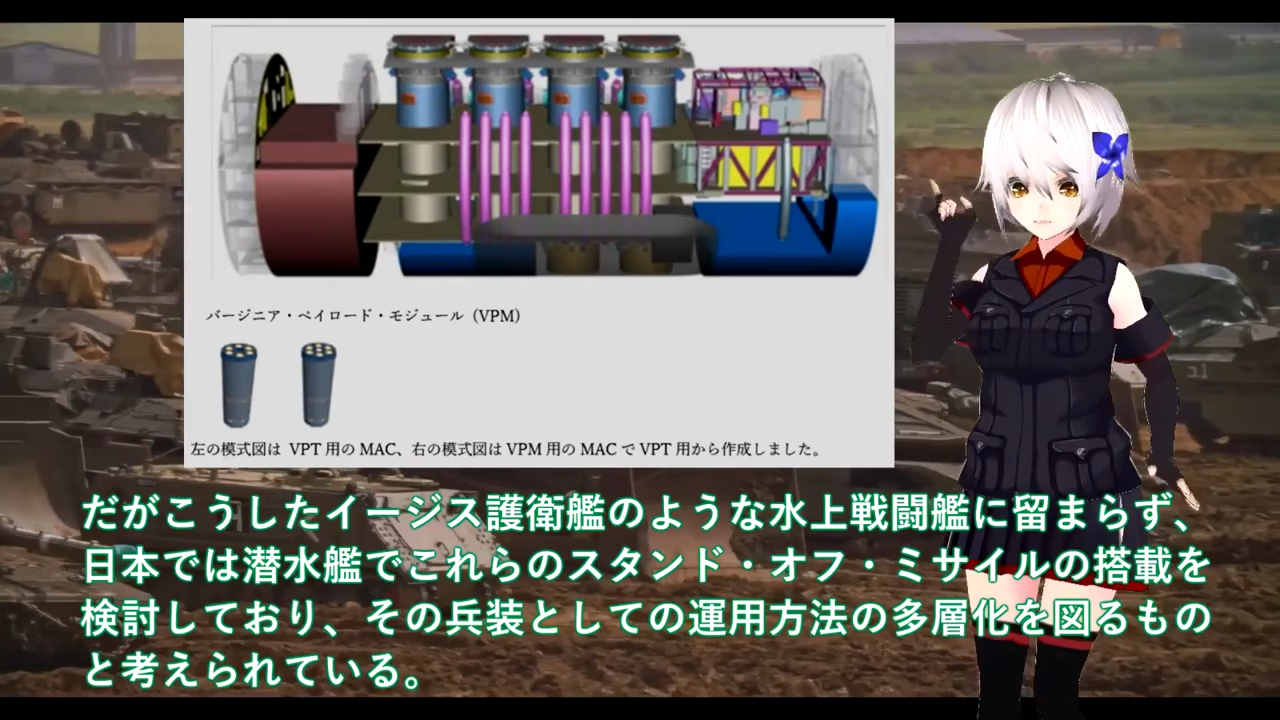 バージニア・ペイロード・モジュール（VPM）
左の模式図は VPT 用の MAC、右の模式図は VPM 用の MAC で VPT 用から作成しました。
だがこうしたイージス護衛艦のような水上戦闘艦に留まらず、
日本では潜水艦でこれらのスタンド・オフ・ミサイルの搭載を
検討しており、その兵装としての運用方法の多層化を図るもの
と考えられている。